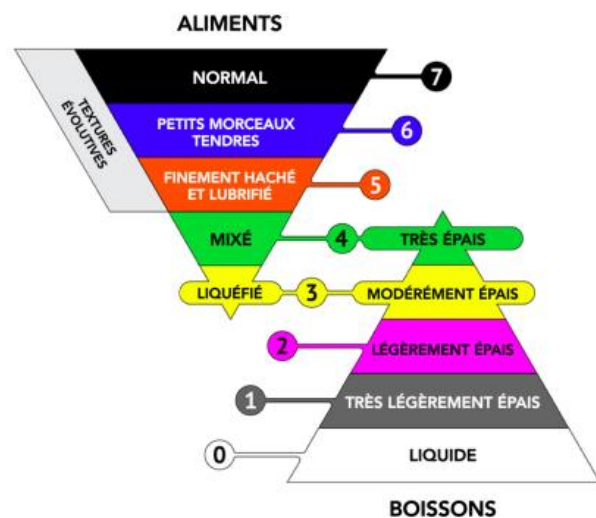 ALIMENTS
NORMAL
7
TEXTURES
ÉVOLUTIVES
PETITS MORCEAUX
TENDRES
6
FINEMENT HACHÉ
ET LUBRIFIÉ
5
MIXÉ
4
TRÈS ÉPAIS
LIQUÉFIÉ
3
MODÉRÉMENT ÉPAIS
2
LÉGÈREMENT ÉPAIS
1
TRÈS LÉGÈREMENT ÉPAIS
0
LIQUIDE
BOISSONS